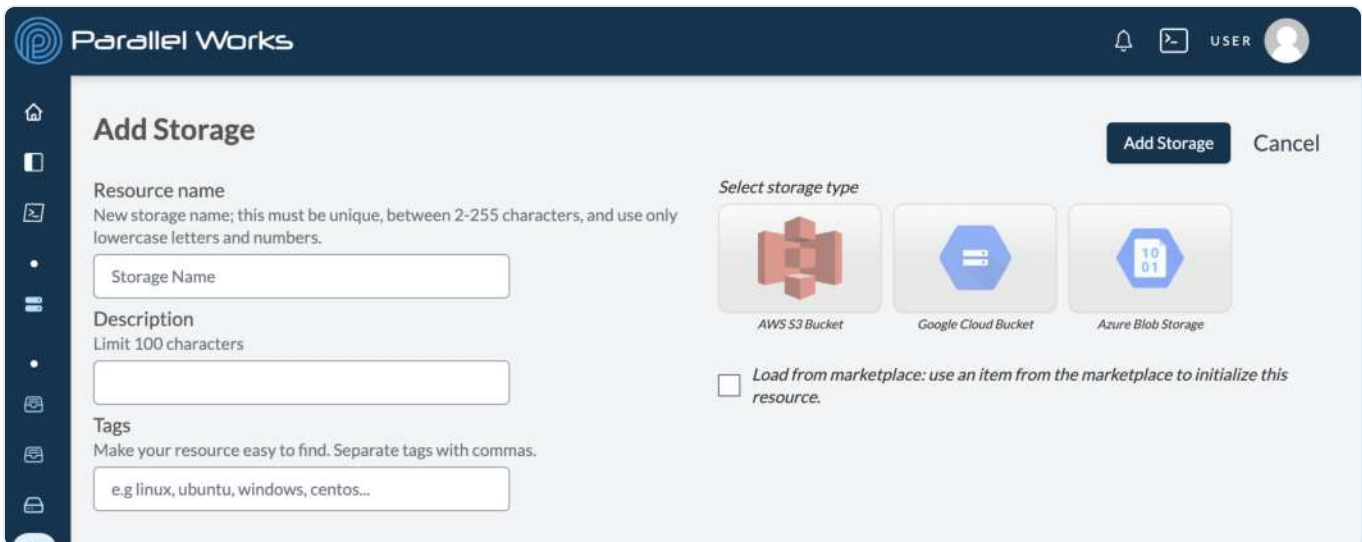 Parallel Works
USER
Add Storage
Add Storage
Cancel
Resource name
New storage name; this must be unique, between 2-255 characters, and use only
lowercase letters and numbers.
Storage Name
Description
Limit 100 characters
Tags
Make your resource easy to find. Separate tags with commas.
e.g linux, ubuntu, windows, centos...
Select storage type
10
01
AWS S3 Bucket
Google Cloud Bucket
Azure Blob Storage
Load from marketplace: use an item from the marketplace to initialize this
resource.